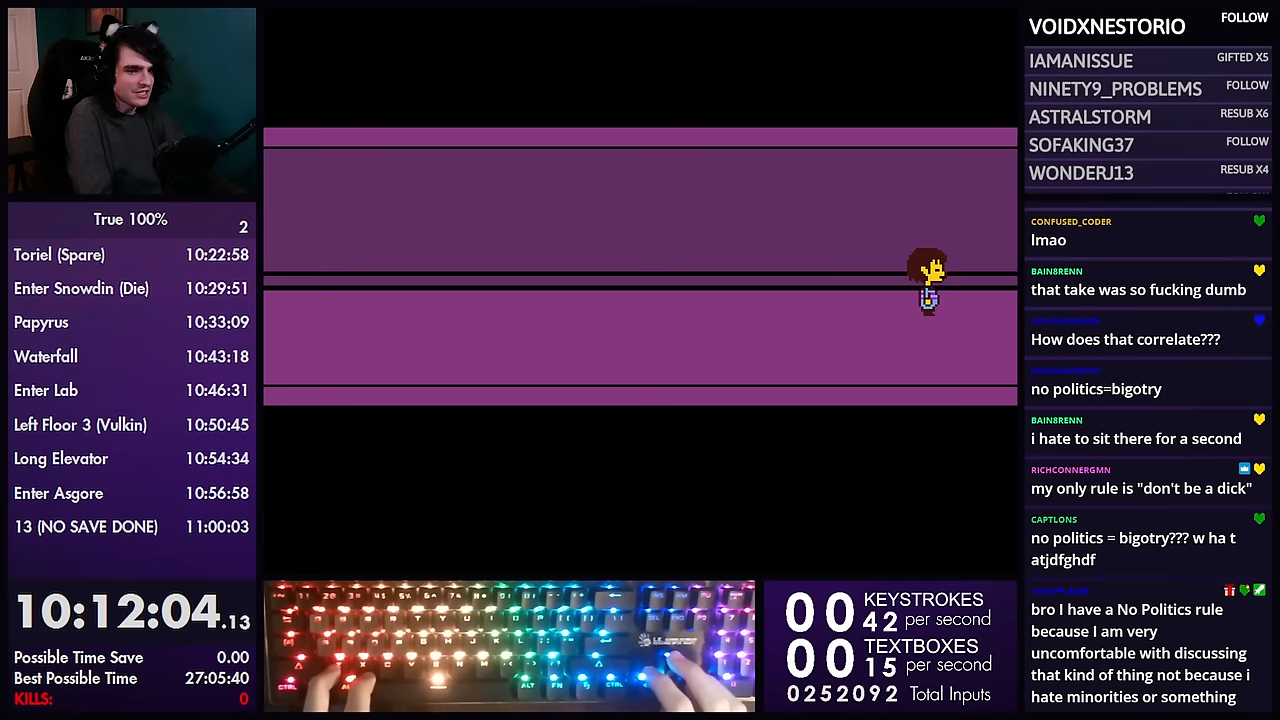 True 100%
2
Toriel (Spare) 10:22:58
Enter Snowdin (Die) 10:29:51
Papyrus 10:33:09
Waterfall 10:43:18
Enter Lab 10:46:31
Left Floor 3 (Vulkin) 10:50:45
Long Elevator 10:54:34
Enter Asgore 10:56:58
13 (NO SAVE DONE) 11:00:03
10:12:04.13
Possible Time Save 0.00
Best Possible Time 27:05:40
KILLS: 0
00 KEYSTROKES
42 per second
00 TEXTBOXES
15 per second
0252092 Total Inputs
VOIDXNESTORIO FOLLOW
IAMANISSUE GIFTED X5
NINETY9_PROBLEMS FOLLOW
ASTRALSTORM RESUB X6
SOFAKING37 FOLLOW
WONDERJ13 RESUB X4
CONFUSED_CODER
lmao
BAIN8RENN
that take was so fucking dumb
How does that correlate???
no politics=bigotry
BAIN8RENN
i hate to sit there for a second
RICHCONNERGMN
my only rule is "don't be a dick"
CAPTLONS
no politics = bigotry??? w ha t
atjdfghdf
bro I have a No Politics rule
because I am very
uncomfortable with discussing
that kind of thing not because i
hate minorities or something